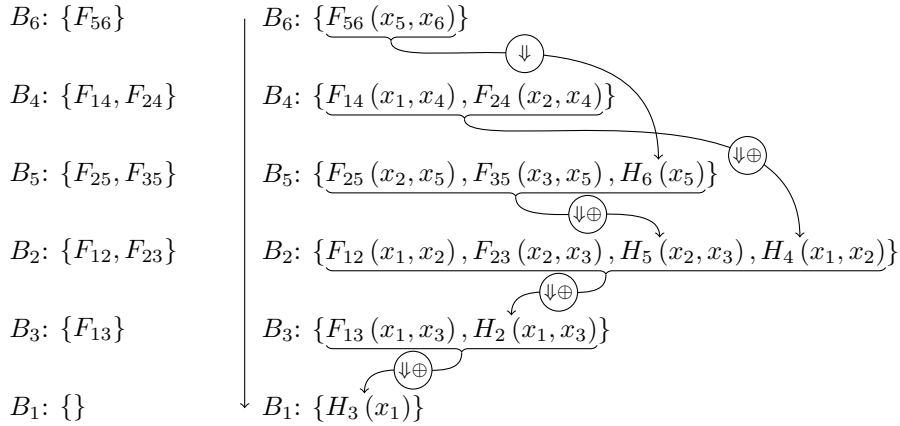 B₆: {F₅₆} B₆: {F₅₆ (x₅, x₆)}
⇓
B₄: {F₁₄, F₂₄} B₄: {F₁₄ (x₁, x₄) , F₂₄ (x₂, x₄)}
⇓⊕
B₅: {F₂₅, F₃₅} B₅: {F₂₅ (x₂, x₅) , F₃₅ (x₃, x₅) , H₆ (x₅)}
⇓⊕
B₂: {F₁₂, F₂₃} B₂: {F₁₂ (x₁, x₂) , F₂₃ (x₂, x₃) , H₅ (x₂, x₃) , H₄ (x₁, x₂)}
⇓⊕
B₃: {F₁₃} B₃: {F₁₃ (x₁, x₃) , H₂ (x₁, x₃)}
⇓⊕
B₁: {} B₁: {H₃ (x₁)}